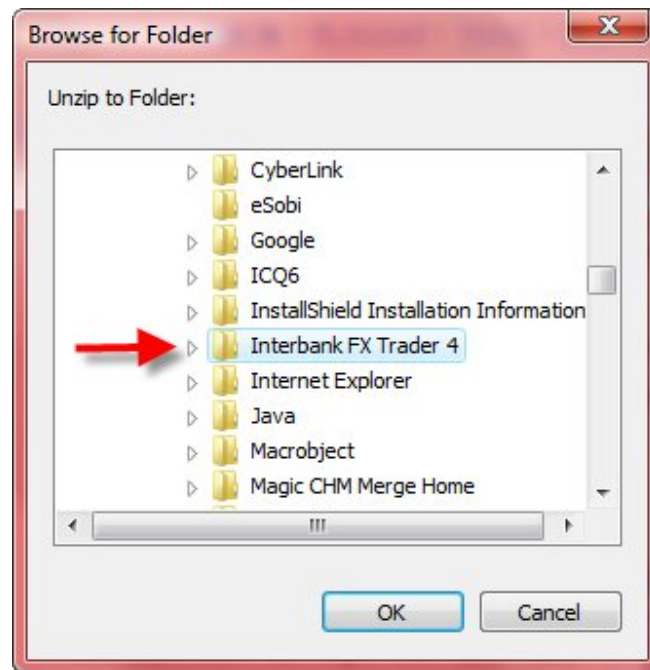 Browse for Folder
Unzip to Folder:
CyberLink
eSobi
Google
ICQ6
InstallShield Installation Information
Interbank FX Trader 4
Internet Explorer
Java
Macrobject
Magic CHM Merge Home
OK Cancel